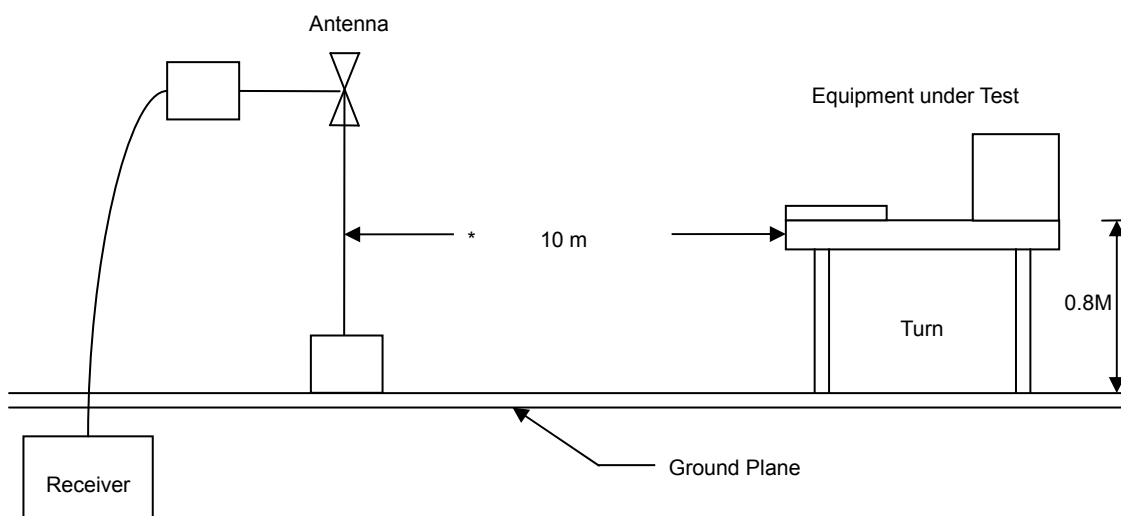 Antenna
Equipment under Test
* 10 m
0.8M
Turn
Ground Plane
Receiver